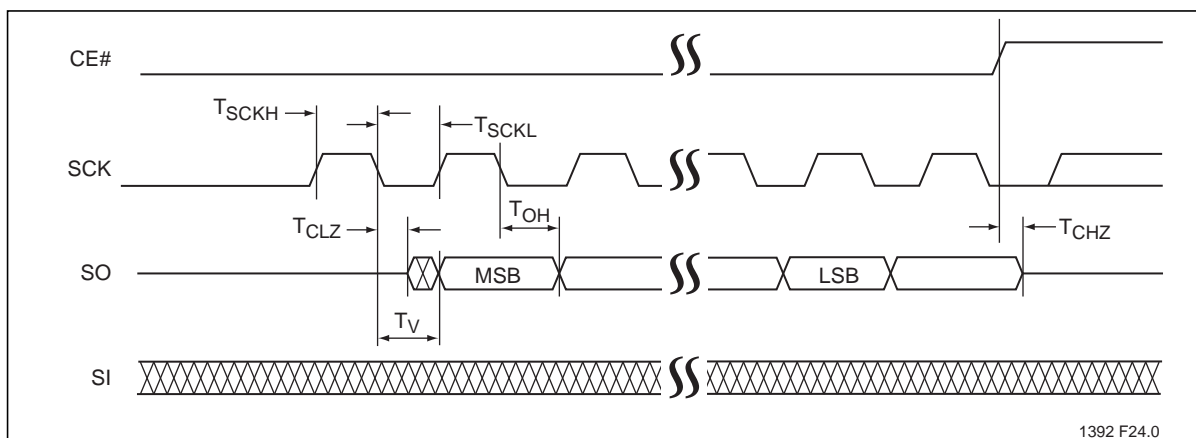 CE#
TSCKH
TSCKL
SCK
TOH
TCLZ
TCHZ
SO
MSB
LSB
TV
SI
1392 F24.0